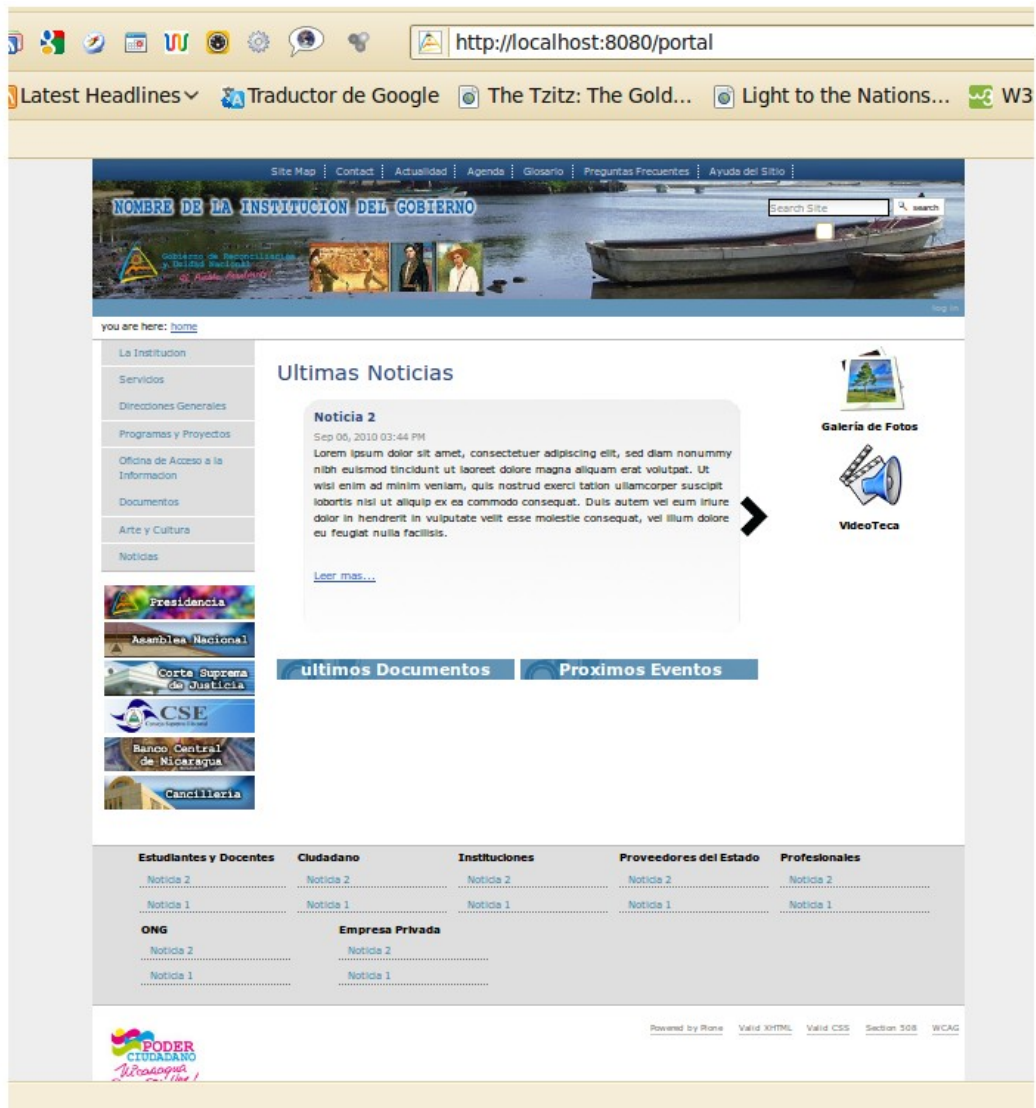 http://localhost:8080/portal
Latest Headlines Traductor de Google The Tzitz: The Gold... Light to the Nations... W3
Site Map Contact Actualidad Agenda Glosario Preguntas Frecuentes Ayuda del Sitio
NOMBRE DE LA INSTITUCION DEL GOBIERNO
Search Site search
Gobierno de Reconciliación
y Unidad Nacional
log in
you are here: home
La Institucion
Servicios
Direcciones Generales
Programas y Proyectos
Oficina de Acceso a la
Informacion
Documentos
Arte y Cultura
Noticias
Presidencia
Asamblea Nacional
Corte Suprema
de Justicia
CSE
Banco Central
de Nicaragua
Cancilleria
Ultimas Noticias
Noticia 2
Sep 06, 2010 03:44 PM
Lorem ipsum dolor sit amet, consectetuer adipiscing elit, sed diam nonummy
nibh euismod tincidunt ut laoreet dolore magna aliquam erat volutpat. Ut
wisi enim ad minim veniam, quis nostrud exerci tation ullamcorper suscipit
lobortis nisl ut aliquip ex ea commodo consequat. Duis autem vel eum iriure
dolor in hendrerit in vulputate velit esse molestie consequat, vel illum dolore
eu feugiat nulla facilisis.
Leer mas...
ultimos Documentos Proximos Eventos
Galería de Fotos
VideoTeca
Estudiantes y Docentes Ciudadano Instituciones Proveedores del Estado Profesionales
Noticia 2 Noticia 2 Noticia 2 Noticia 2 Noticia 2
Noticia 1 Noticia 1 Noticia 1 Noticia 1 Noticia 1
ONG Empresa Privada
Noticia 2 Noticia 2
Noticia 1 Noticia 1
Powered by Plone Valid XHTML Valid CSS Section 508 WCAG
PODER
CIUDADANO
Nicaragua